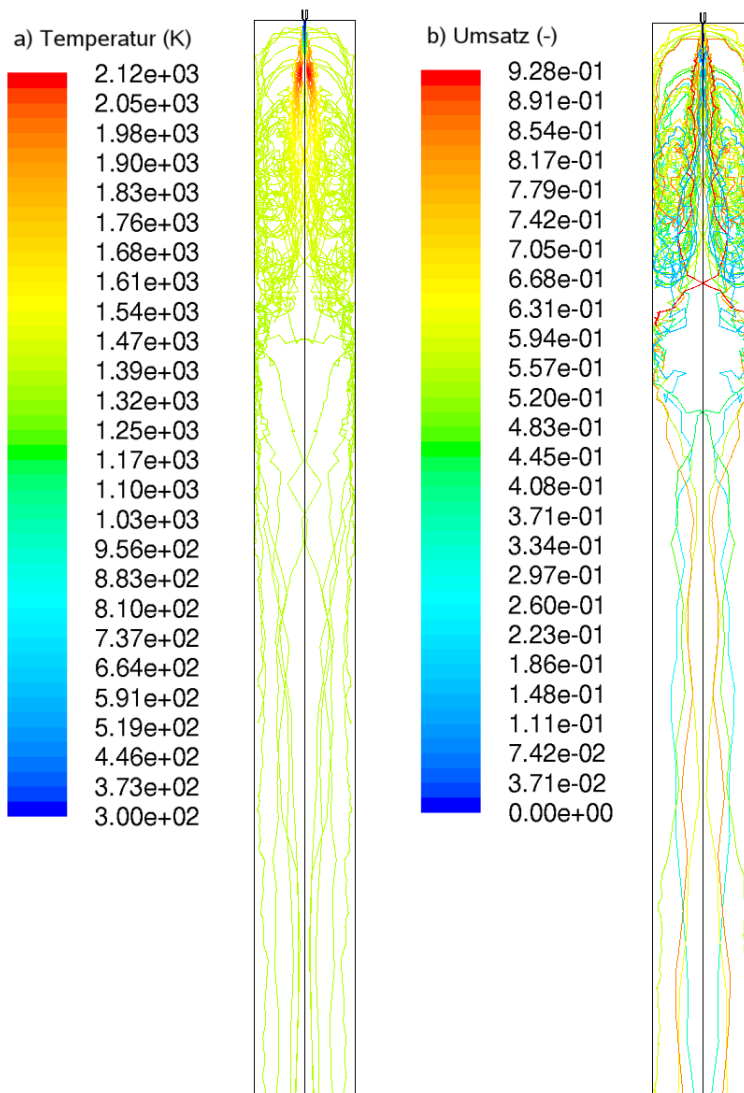 a) Temperatur (K)
2.12e+03
2.05e+03
1.98e+03
1.90e+03
1.83e+03
1.76e+03
1.68e+03
1.61e+03
1.54e+03
1.47e+03
1.39e+03
1.32e+03
1.25e+03
1.17e+03
1.10e+03
1.03e+03
9.56e+02
8.83e+02
8.10e+02
7.37e+02
6.64e+02
5.91e+02
5.19e+02
4.46e+02
3.73e+02
3.00e+02
b) Umsatz (-)
9.28e-01
8.91e-01
8.54e-01
8.17e-01
7.79e-01
7.42e-01
7.05e-01
6.68e-01
6.31e-01
5.94e-01
5.57e-01
5.20e-01
4.83e-01
4.45e-01
4.08e-01
3.71e-01
3.34e-01
2.97e-01
2.60e-01
2.23e-01
1.86e-01
1.48e-01
1.11e-01
7.42e-02
3.71e-02
0.00e+00